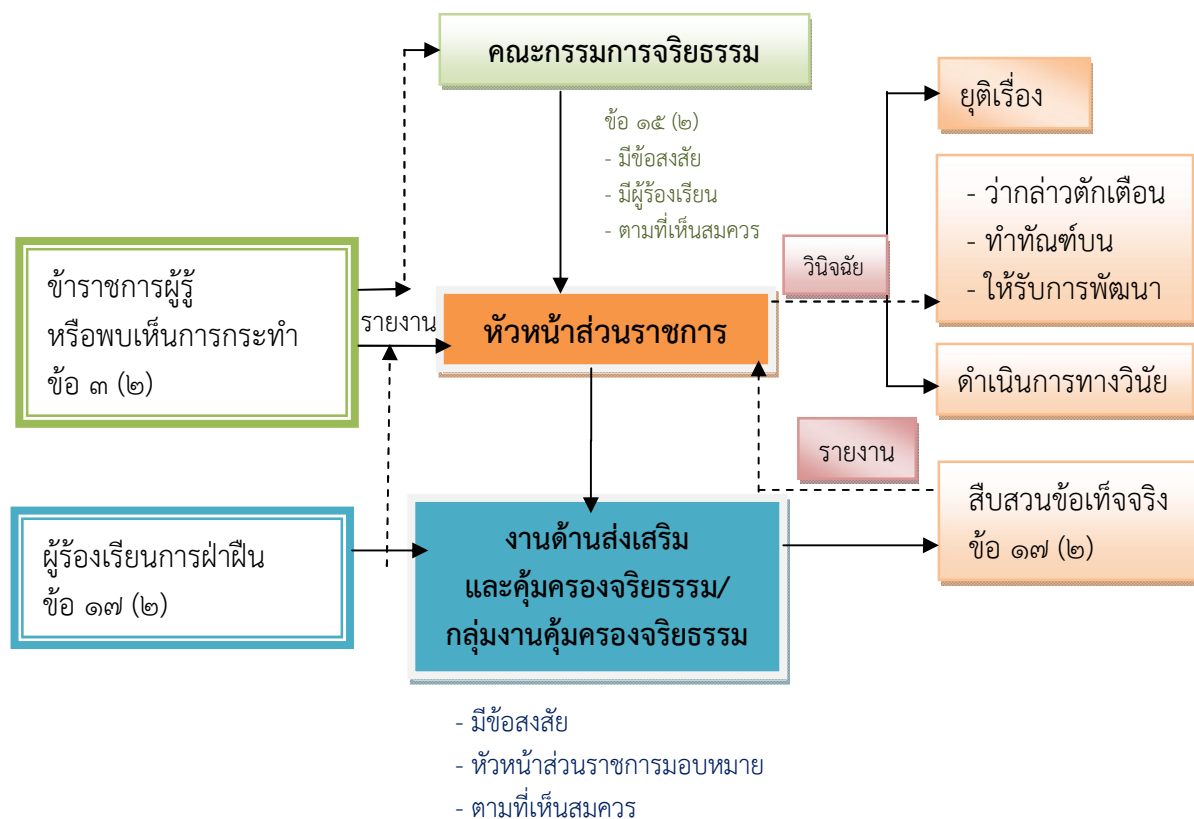 คณะกรรมการจริยธรรม
ข้อ ๑๕ (๒)
- มีข้อสงสัย
- มีผู้ร้องเรียน
- ตามที่เห็นสมควร
ยุติเรื่อง
- ว่ากล่าวตักเตือน
- ทำทัณฑ์บน
- ให้รับการพัฒนา
วินิจฉัย
ข้าราชการผู้รู้
หรือพบเห็นการกระทำ
ข้อ ๓ (๒)
รายงาน
หัวหน้าส่วนราชการ
ดำเนินการทางวินัย
รายงาน
สืบสวนข้อเท็จจริง
ข้อ ๑๗ (๒)
ผู้ร้องเรียนการฝ่าฝืน
ข้อ ๑๗ (๒)
งานด้านส่งเสริม
และคุ้มครองจริยธรรม/
กลุ่มงานคุ้มครองจริยธรรม
- มีข้อสงสัย
- หัวหน้าส่วนราชการมอบหมาย
- ตามที่เห็นสมควร